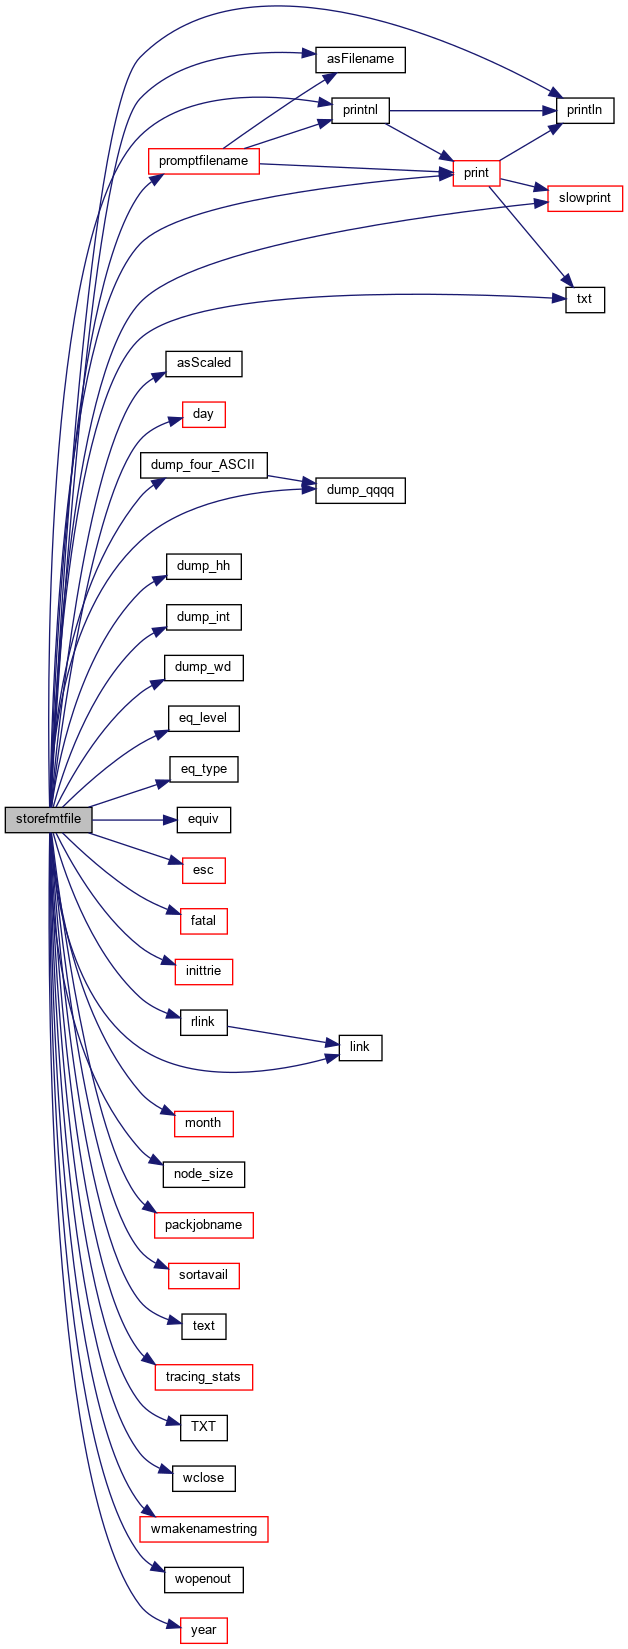 asFilename
printnl
println
promptfilename
print
slowprint
txt
asScaled
day
dump_four_ASCII
dump_qqqq
dump_hh
dump_int
dump_wd
eq_level
eq_type
storefmtfile
equiv
esc
fatal
inittrie
rlink
link
month
node_size
packjobname
sortavail
text
tracing_stats
TXT
wclose
wmakenamestring
wopenout
year